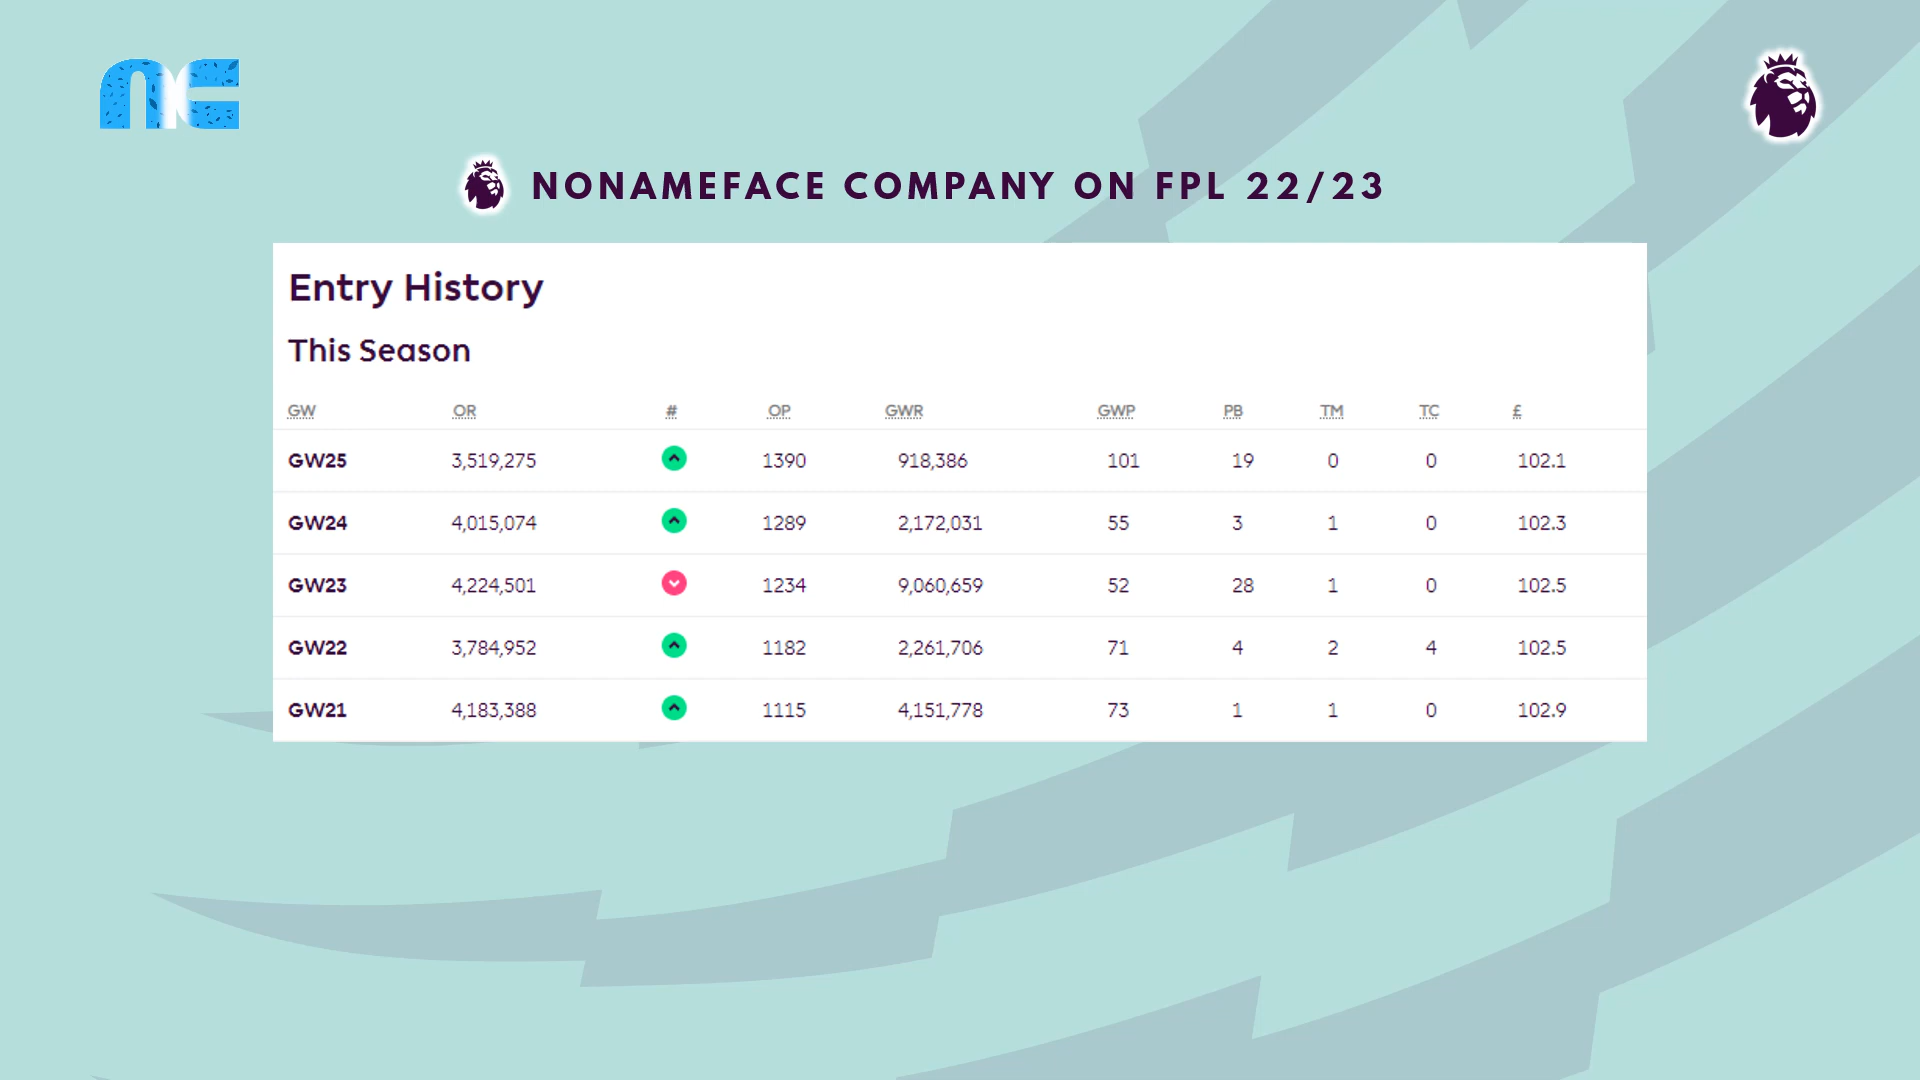 NC
NONAMEFACE COMPANY ON FPL 22/23
Entry History
This Season
GW OR # OP GWR GWP PB TM TC £
GW25 3,519,275 1390 918,386 101 19 0 0 102.1
GW24 4,015,074 1289 2,172,031 55 3 1 0 102.3
GW23 4,224,501 1234 9,060,659 52 28 1 0 102.5
GW22 3,784,952 1182 2,261,706 71 4 2 4 102.5
GW21 4,183,388 1115 4,151,778 73 1 1 0 102.9